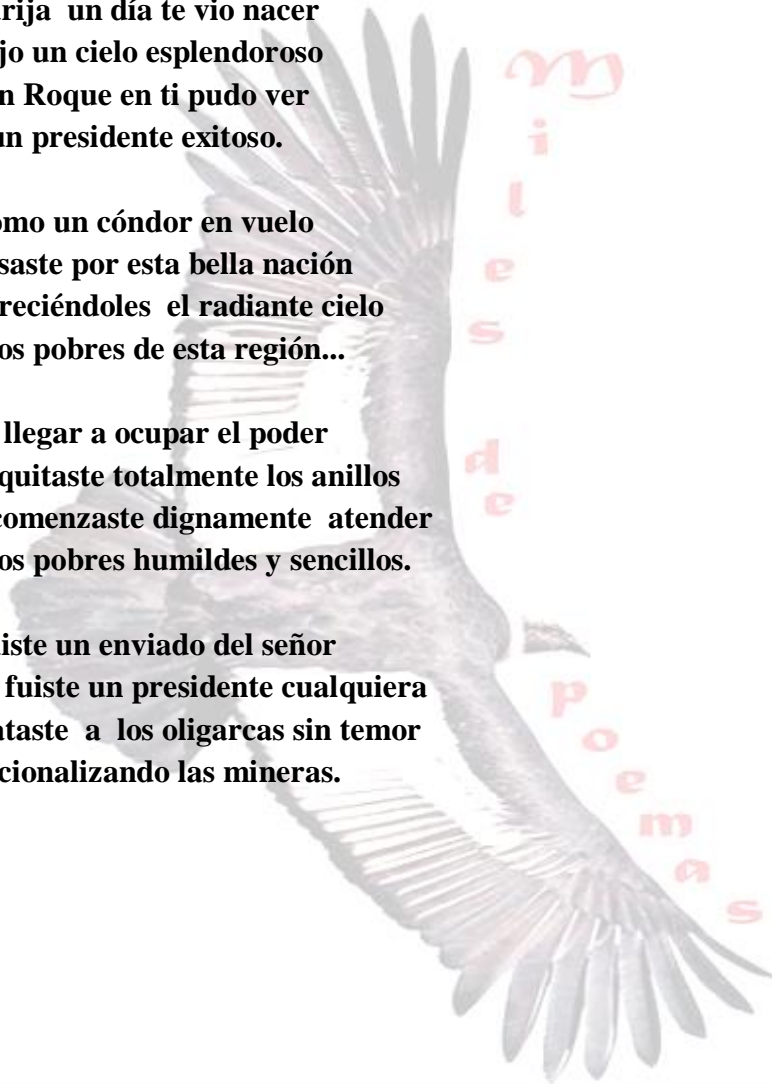 rija un día te vio nacer
jo un cielo esplendoroso
n Roque en ti pudo ver
un presidente exitoso.
omo un cóndor en vuelo
saste por esta bella nación
reciéndoles el radiante cielo
os pobres de esta región...
llegar a ocupar el poder
quitaste totalmente los anillos
comenzaste dignamente atender
os pobres humildes y sencillos.
iste un enviado del señor
fuiste un presidente cualquiera
ataste a los oligarcas sin temor
cionalizando las mineras.
Miles de poemas